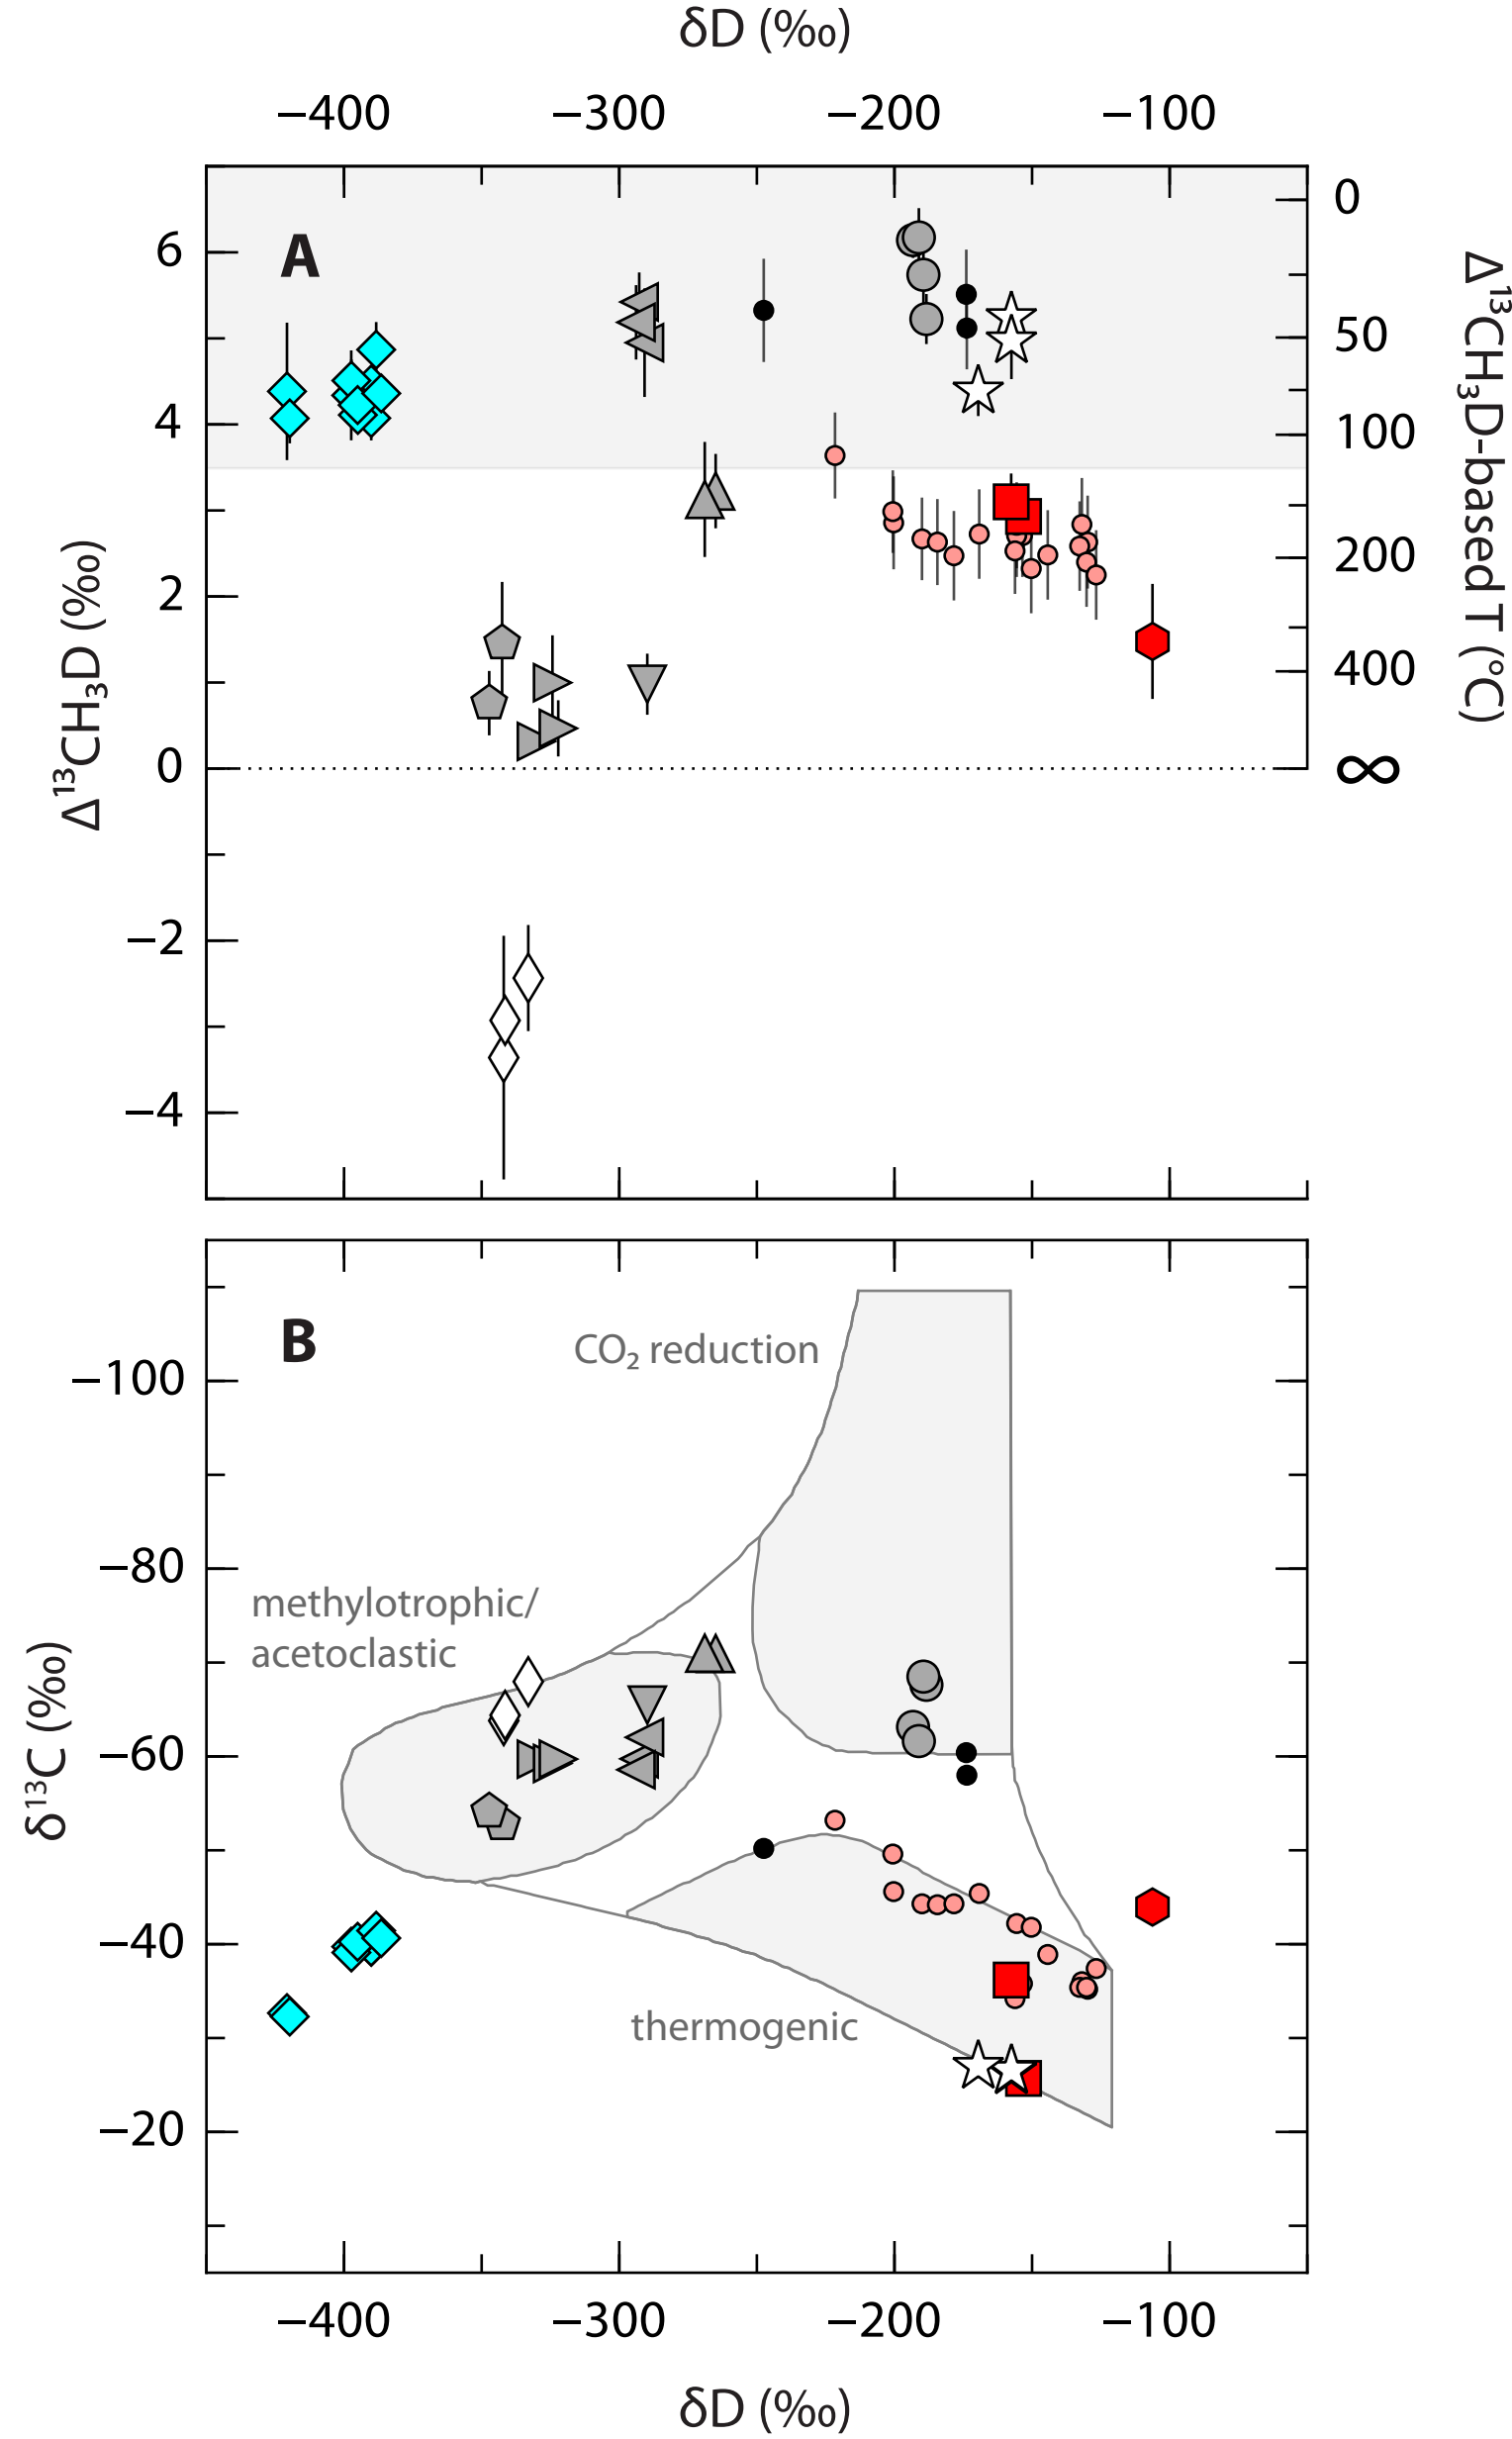 δD (‰)
−400 −300 −200 −100
A
6
4
2
0
−2
−4
Δ¹³CH₃D (‰)
0
50
100
200
400
∞
Δ¹³CH₃D-based T (°C)
B
CO₂ reduction
methylotrophic/
acetoclastic
thermogenic
−100
−80
−60
−40
−20
δ¹³C (‰)
−400 −300 −200 −100
δD (‰)